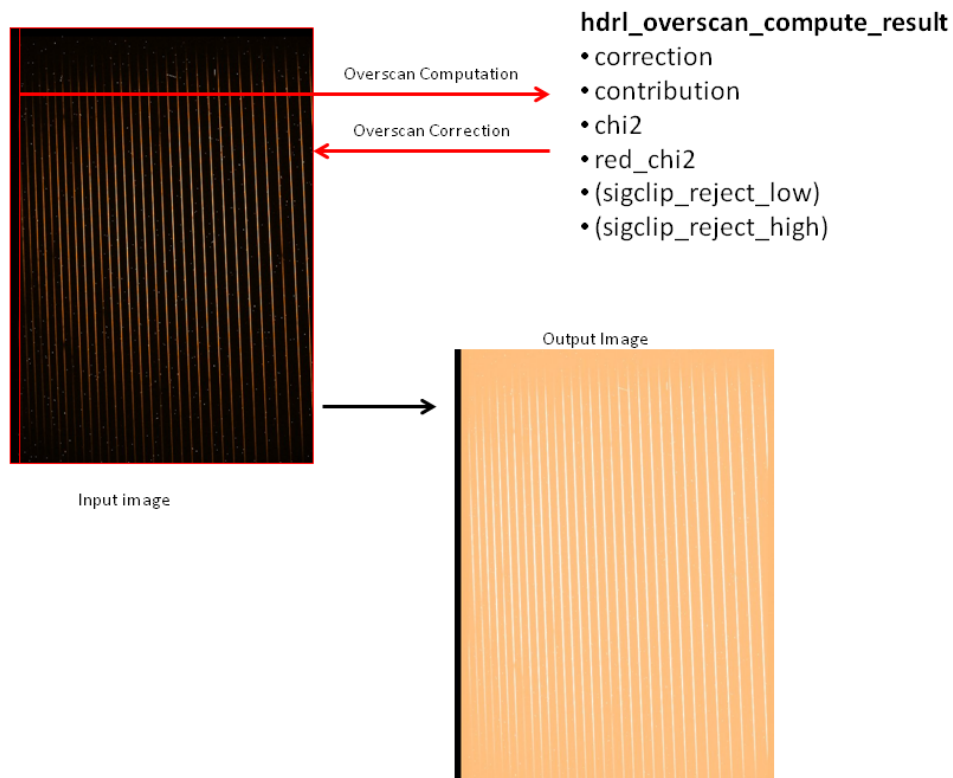 hdrl_overscan_compute_result
• correction
• contribution
• chi2
• red_chi2
• (sigclip_reject_low)
• (sigclip_reject_high)
Overscan Computation
Overscan Correction
Output Image
Input image